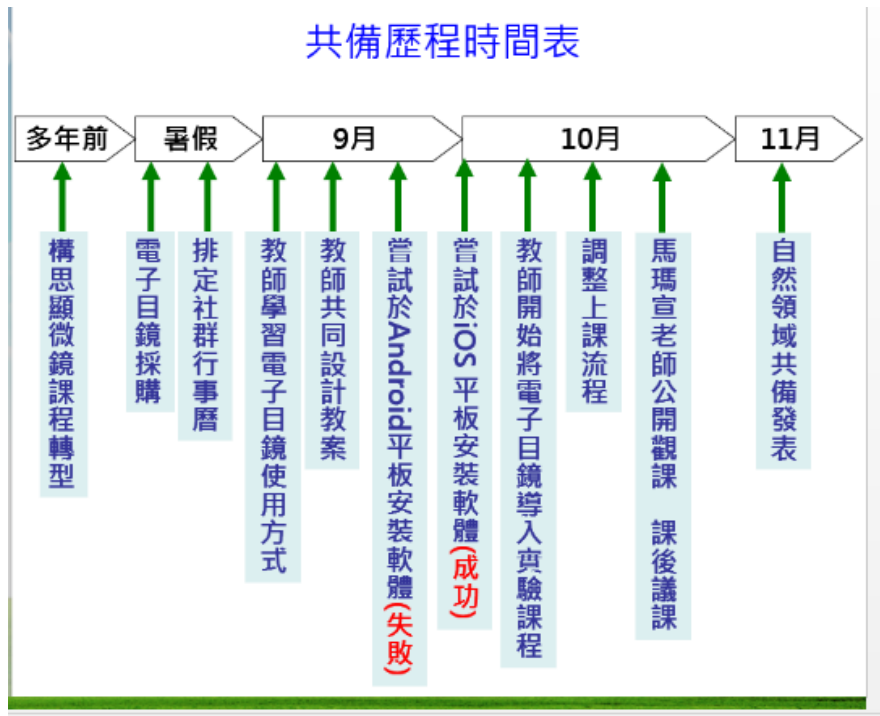 共備歷程時間表
多年前
暑假
9月
10月
11月
構思顯微鏡課程轉型
電子目鏡採購
排定社群行事曆
教師學習電子目鏡使用方式
教師共同設計教案
嘗試於Android平板安裝軟體(失敗)
嘗試於iOS 平板安裝軟體(成功)
教師開始將電子目鏡導入實驗課程
調整上課流程
馬瑪宣老師公開觀課 課後議課
自然領域共備發表